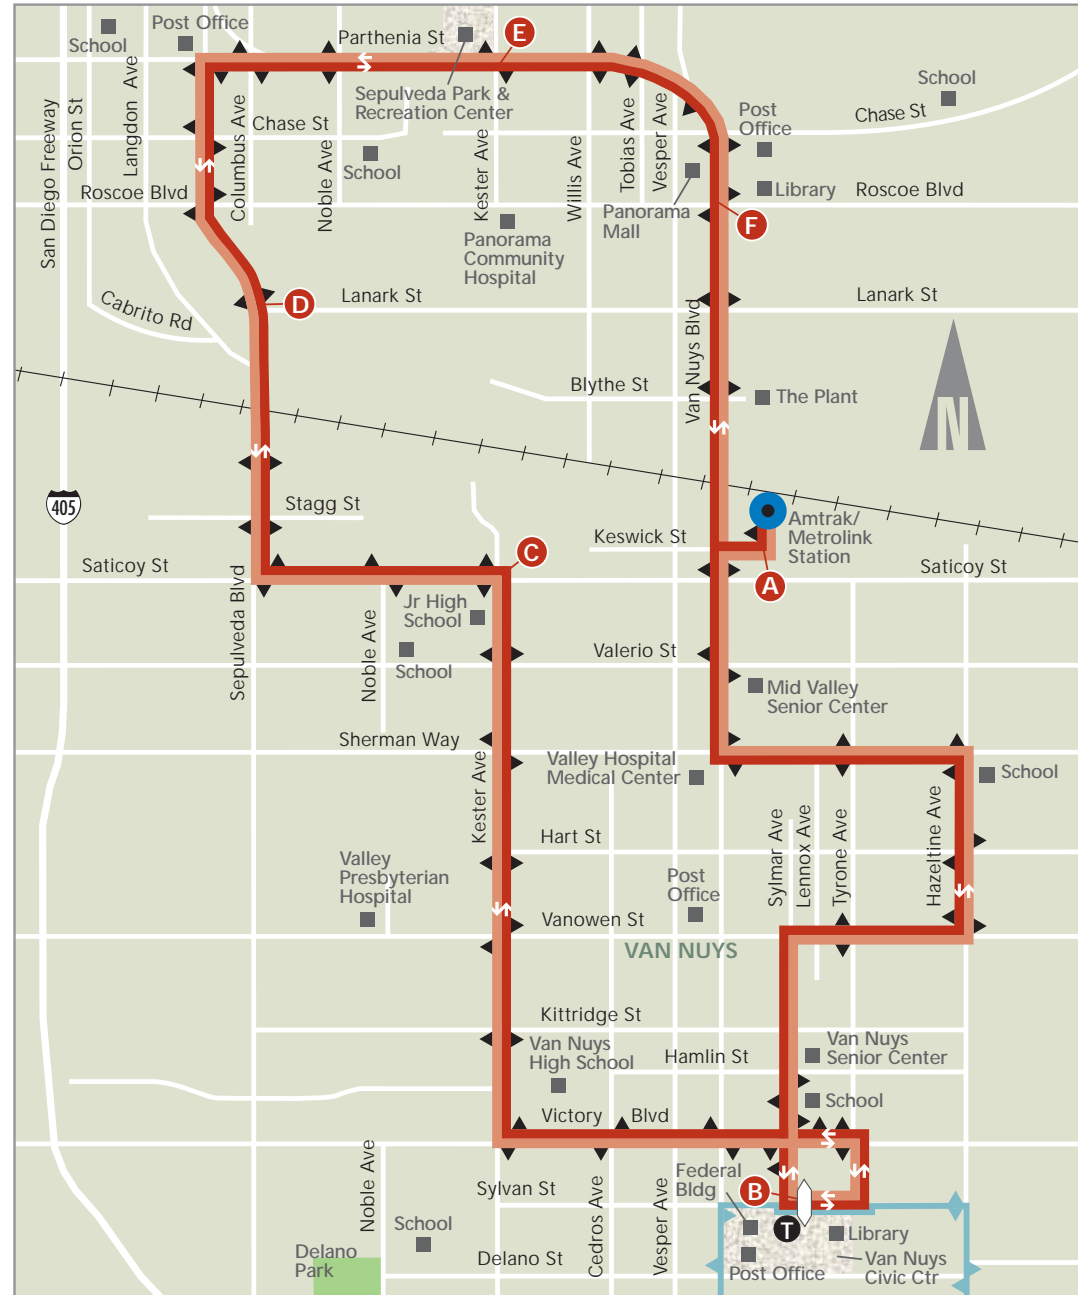 Post Office
School
Parthenia St
E
Sepulveda Park &
Recreation Center
School
San Diego Freeway
Orion St
Langdon Ave
Columbus Ave
Chase St
Noble Ave
School
Kester Ave
Willis Ave
Tobias Ave
Vesper Ave
Post
Office
Chase St
Roscoe Blvd
Library
Roscoe Blvd
Panorama
Mall
F
Panorama
Community
Hospital
Cabrito Rd
D
Lanark St
Lanark St
Van Nuys Blvd
Blythe St
The Plant
N
405
Stagg St
Keswick St
Amtrak/
Metrolink
Station
Saticoy St
C
A
Saticoy St
Sepulveda Blvd
Noble Ave
Jr High
School
School
Valerio St
Mid Valley
Senior Center
Sherman Way
Kester Ave
Valley Hospital
Medical Center
School
Hart St
Sylmar Ave
Lennox Ave
Tyrone Ave
Hazeltine Ave
Valley
Presbyterian
Hospital
Post
Office
Vanowen St
VAN NUYS
Kittridge St
Van Nuys
High School
Hamlin St
Van Nuys
Senior Center
School
Victory Blvd
Noble Ave
Sylvan St
Cedros Ave
Vesper Ave
Federal
Bldg
B
T
School
Delano
Park
Delano St
Library
Post Office
Van Nuys
Civic Ctr